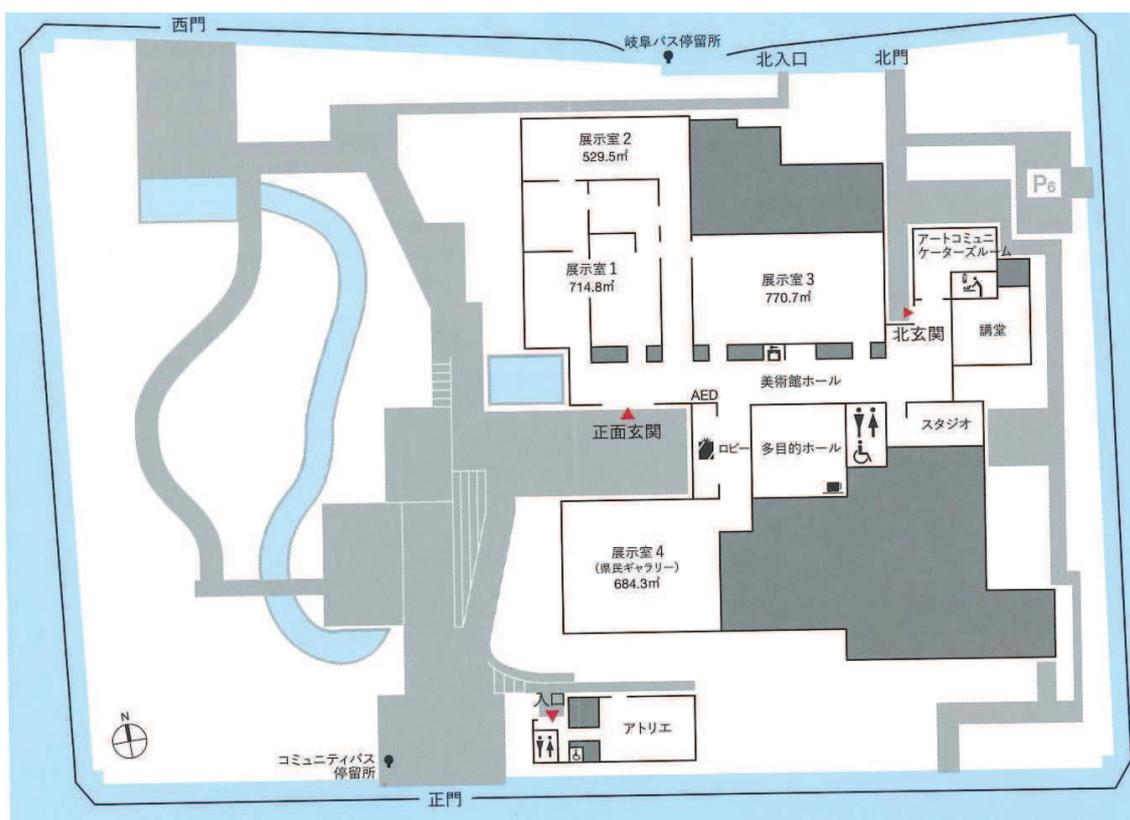 西門
岐阜バス停留所
北入口
北門
展示室2
529.5㎡
P6
アートコミュニ
ケーターズルーム
展示室1
714.8㎡
展示室3
770.7㎡
講堂
北玄関
美術館ホール
AED
スタジオ
正面玄関
ロビー
多目的ホール
展示室4
(県民ギャラリー)
684.3㎡
入口
アトリエ
N
コミュニティバス
停留所
正門